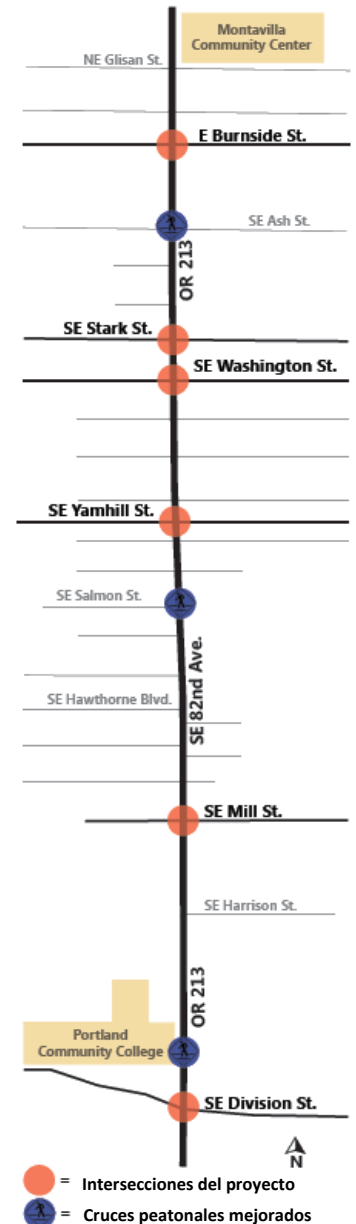 Montavilla
Community Center
NE Glisan St.
E Burnside St.
SE Ash St.
OR 213
SE Stark St.
SE Washington St.
SE Yamhill St.
SE Salmon St.
SE 82nd Ave.
SE Hawthorne Blvd.
SE Mill St.
SE Harrison St.
OR 213
Portland
Community College
SE Division St.
N
= Intersecciones del proyecto
= Cruces peatonales mejorados